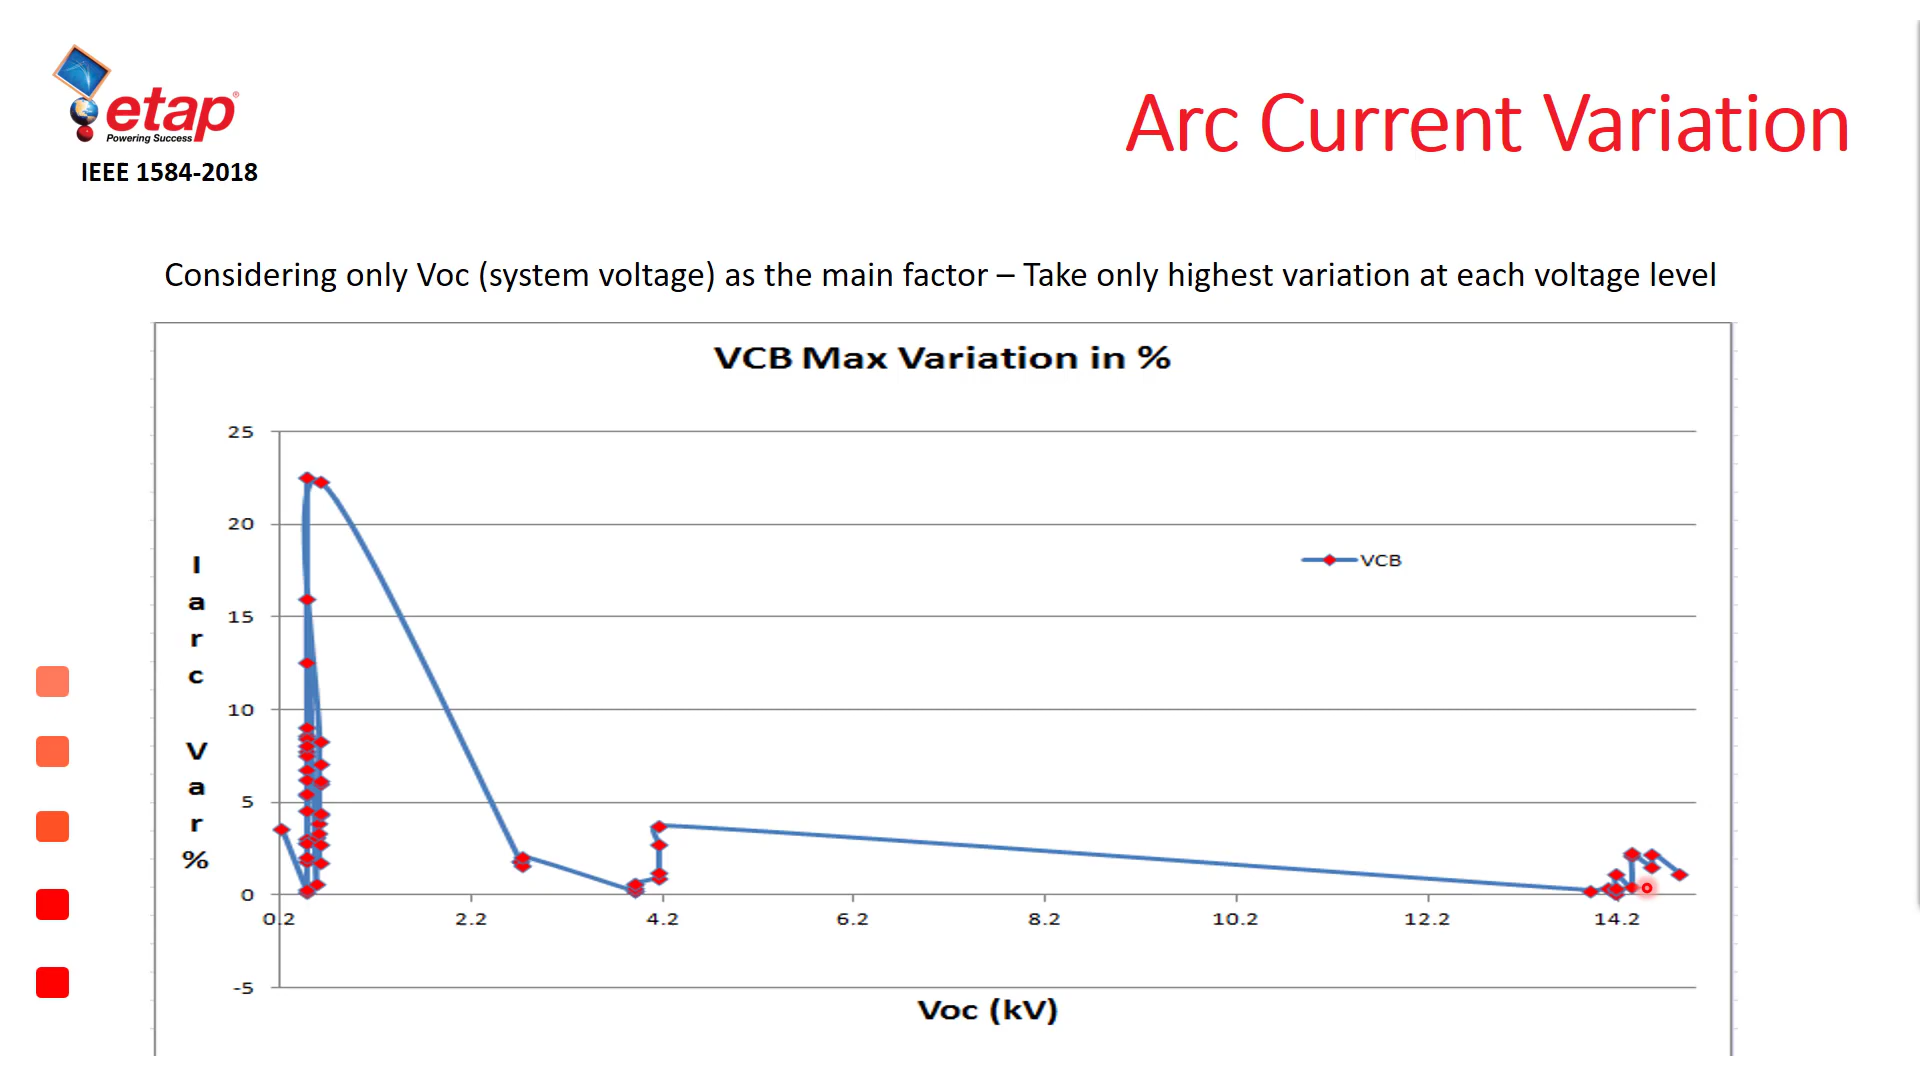 etap®
Powering Success
IEEE 1584-2018
Arc Current Variation
Considering only Voc (system voltage) as the main factor – Take only highest variation at each voltage level
VCB Max Variation in %
25
20
15
10
5
0
-5
Iarc Var %
VCB
0.2 2.2 4.2 6.2 8.2 10.2 12.2 14.2
Voc (kV)